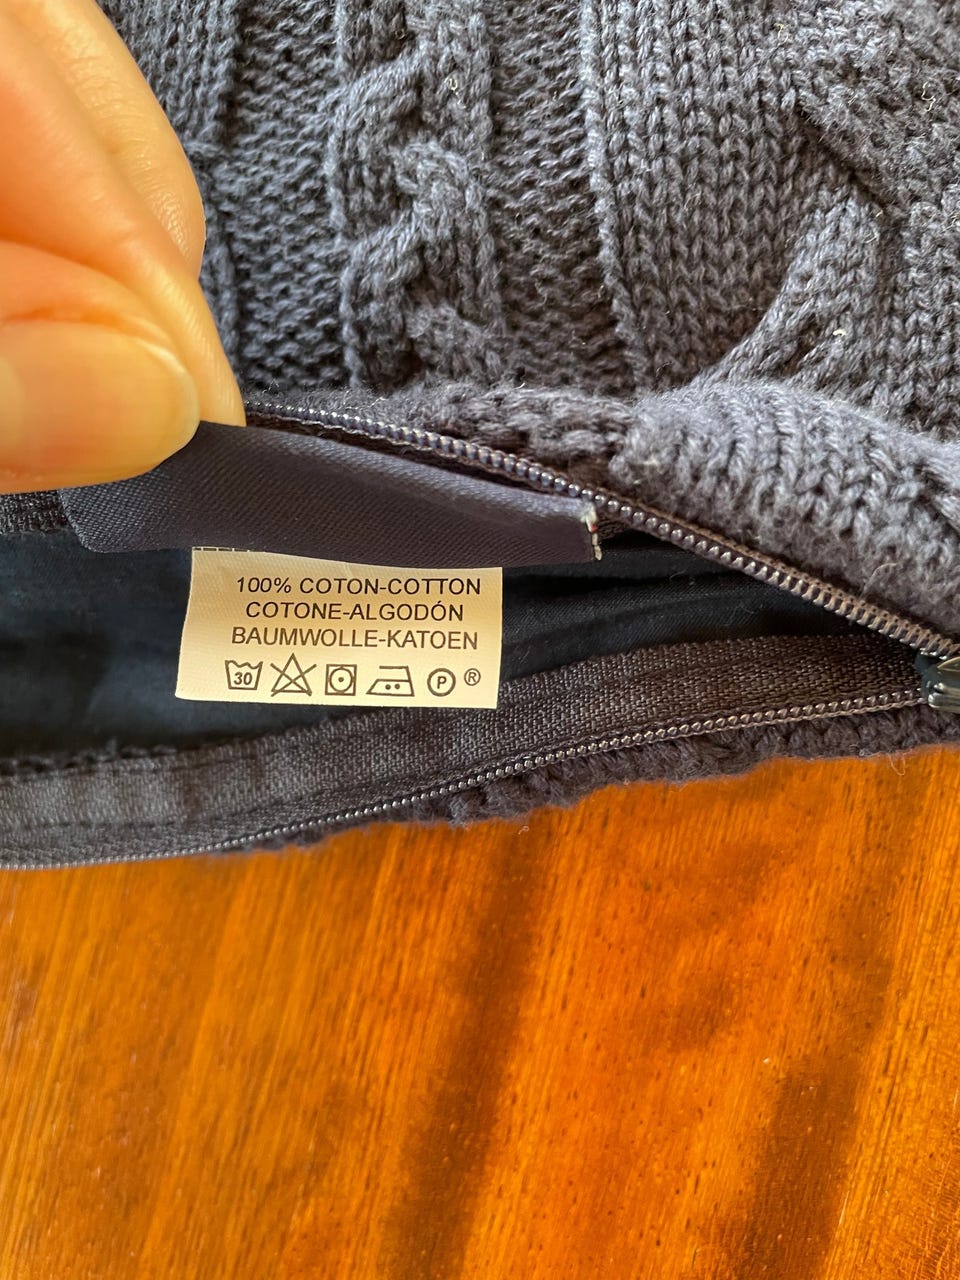 100% COTON-COTTON
COTONE-ALGODÓN
BAUMWOLLE-KATOEN
30 P ®